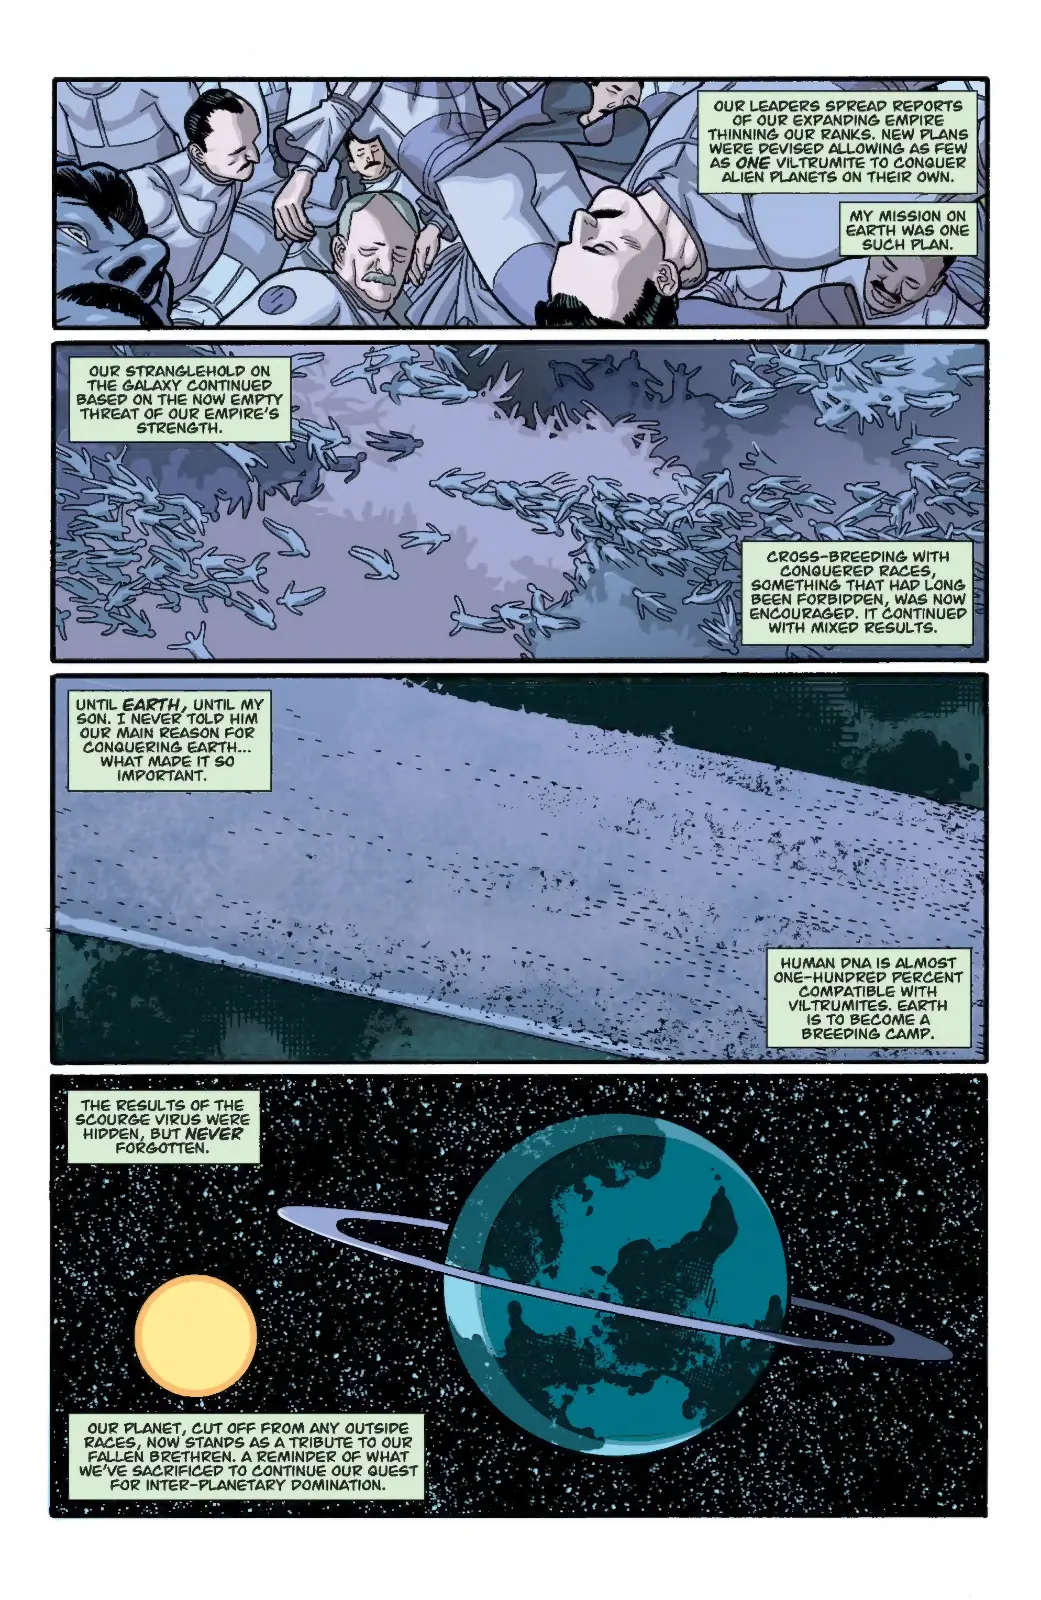 OUR LEADERS SPREAD REPORTS
OF OUR EXPANDING EMPIRE
THINNING OUR RANKS. NEW PLANS
WERE DEVISED ALLOWING AS FEW
AS ONE VILTRUMITE TO CONQUER
ALIEN PLANETS ON THEIR OWN.
MY MISSION ON
EARTH WAS ONE
SUCH PLAN.
OUR STRANGLEHOLD ON
THE GALAXY CONTINUED
BASED ON THE NOW EMPTY
THREAT OF OUR EMPIRE'S
STRENGTH.
CROSS-BREEDING WITH
CONQUERED RACES,
SOMETHING THAT HAD LONG
BEEN FORBIDDEN, WAS NOW
ENCOURAGED. IT CONTINUED
WITH MIXED RESULTS.
UNTIL EARTH, UNTIL MY
SON. I NEVER TOLD HIM
OUR MAIN REASON FOR
CONQUERING EARTH...
WHAT MADE IT SO
IMPORTANT.
HUMAN DNA IS ALMOST
ONE-HUNDRED PERCENT
COMPATIBLE WITH
VILTRUMITES. EARTH
IS TO BECOME A
BREEDING CAMP.
THE RESULTS OF THE
SCOURGE VIRUS WERE
HIDDEN, BUT NEVER
FORGOTTEN.
OUR PLANET, CUT OFF FROM ANY OUTSIDE
RACES, NOW STANDS AS A TRIBUTE TO OUR
FALLEN BRETHREN. A REMINDER OF WHAT
WE'VE SACRIFICED TO CONTINUE OUR QUEST
FOR INTER-PLANETARY DOMINATION.